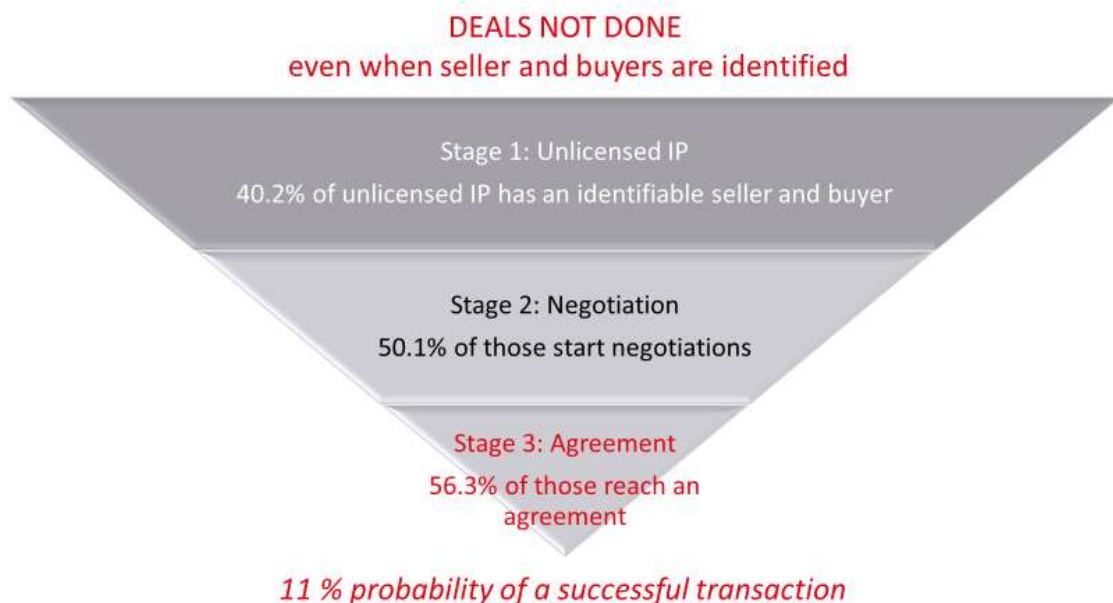 DEALS NOT DONE
even when seller and buyers are identified
Stage 1: Unlicensed IP
40.2% of unlicensed IP has an identifiable seller and buyer
Stage 2: Negotiation
50.1% of those start negotiations
Stage 3: Agreement
56.3% of those reach an
agreement
11 % probability of a successful transaction